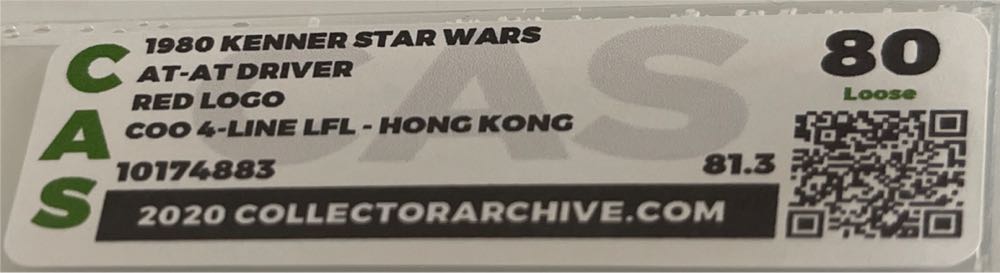 CAS
1980 KENNER STAR WARS
AT-AT DRIVER
RED LOGO
COO 4-LINE LFL - HONG KONG
10174883
81.3
2020 COLLECTORARCHIVE.COM
80
Loose
CAS